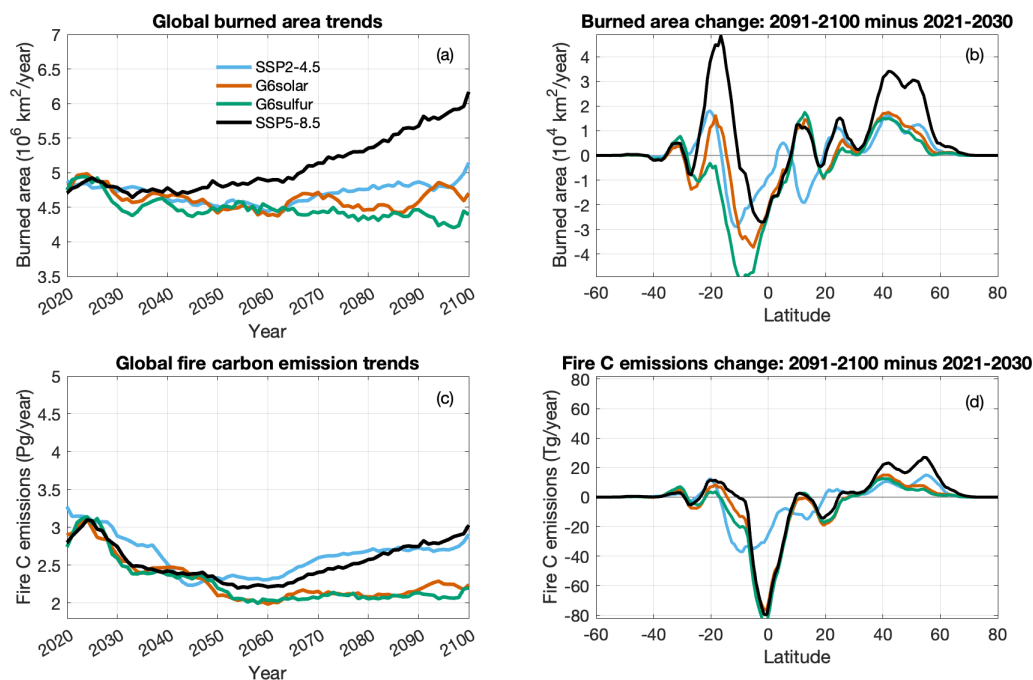 Global burned area trends
Burned area (10⁶ km²/year)
7
6.5
6
5.5
5
4.5
4
3.5
(a)
SSP2-4.5
G6solar
G6sulfur
SSP5-8.5
2020 2030 2040 2050 2060 2070 2080 2090 2100
Year
Burned area change: 2091-2100 minus 2021-2030
Burned area (10⁴ km²/year)
4
3
2
1
0
-1
-2
-3
-4
(b)
-60 -40 -20 0 20 40 60 80
Latitude
Global fire carbon emission trends
Fire C emissions (Pg/year)
5
4.5
4
3.5
3
2.5
2
(c)
2020 2030 2040 2050 2060 2070 2080 2090 2100
Year
Fire C emissions change: 2091-2100 minus 2021-2030
Fire C emissions (Tg/year)
80
60
40
20
0
-20
-40
-60
-80
(d)
-60 -40 -20 0 20 40 60 80
Latitude